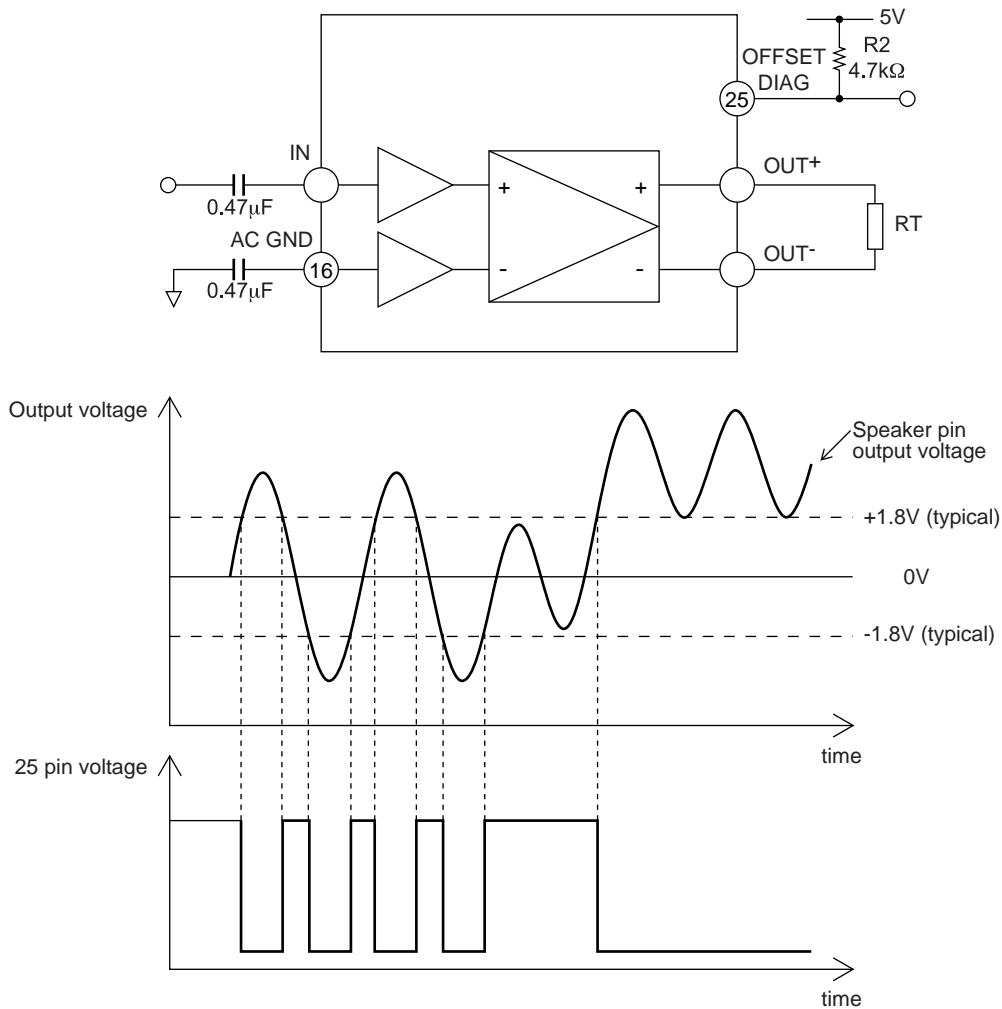 5V
R2
4.7kΩ
OFFSET
DIAG
25
IN
0.47μF
AC GND
16
0.47μF
+
-
+
-
OUT+
OUT-
RT
Output voltage
Speaker pin
output voltage
+1.8V (typical)
0V
-1.8V (typical)
time
25 pin voltage
time